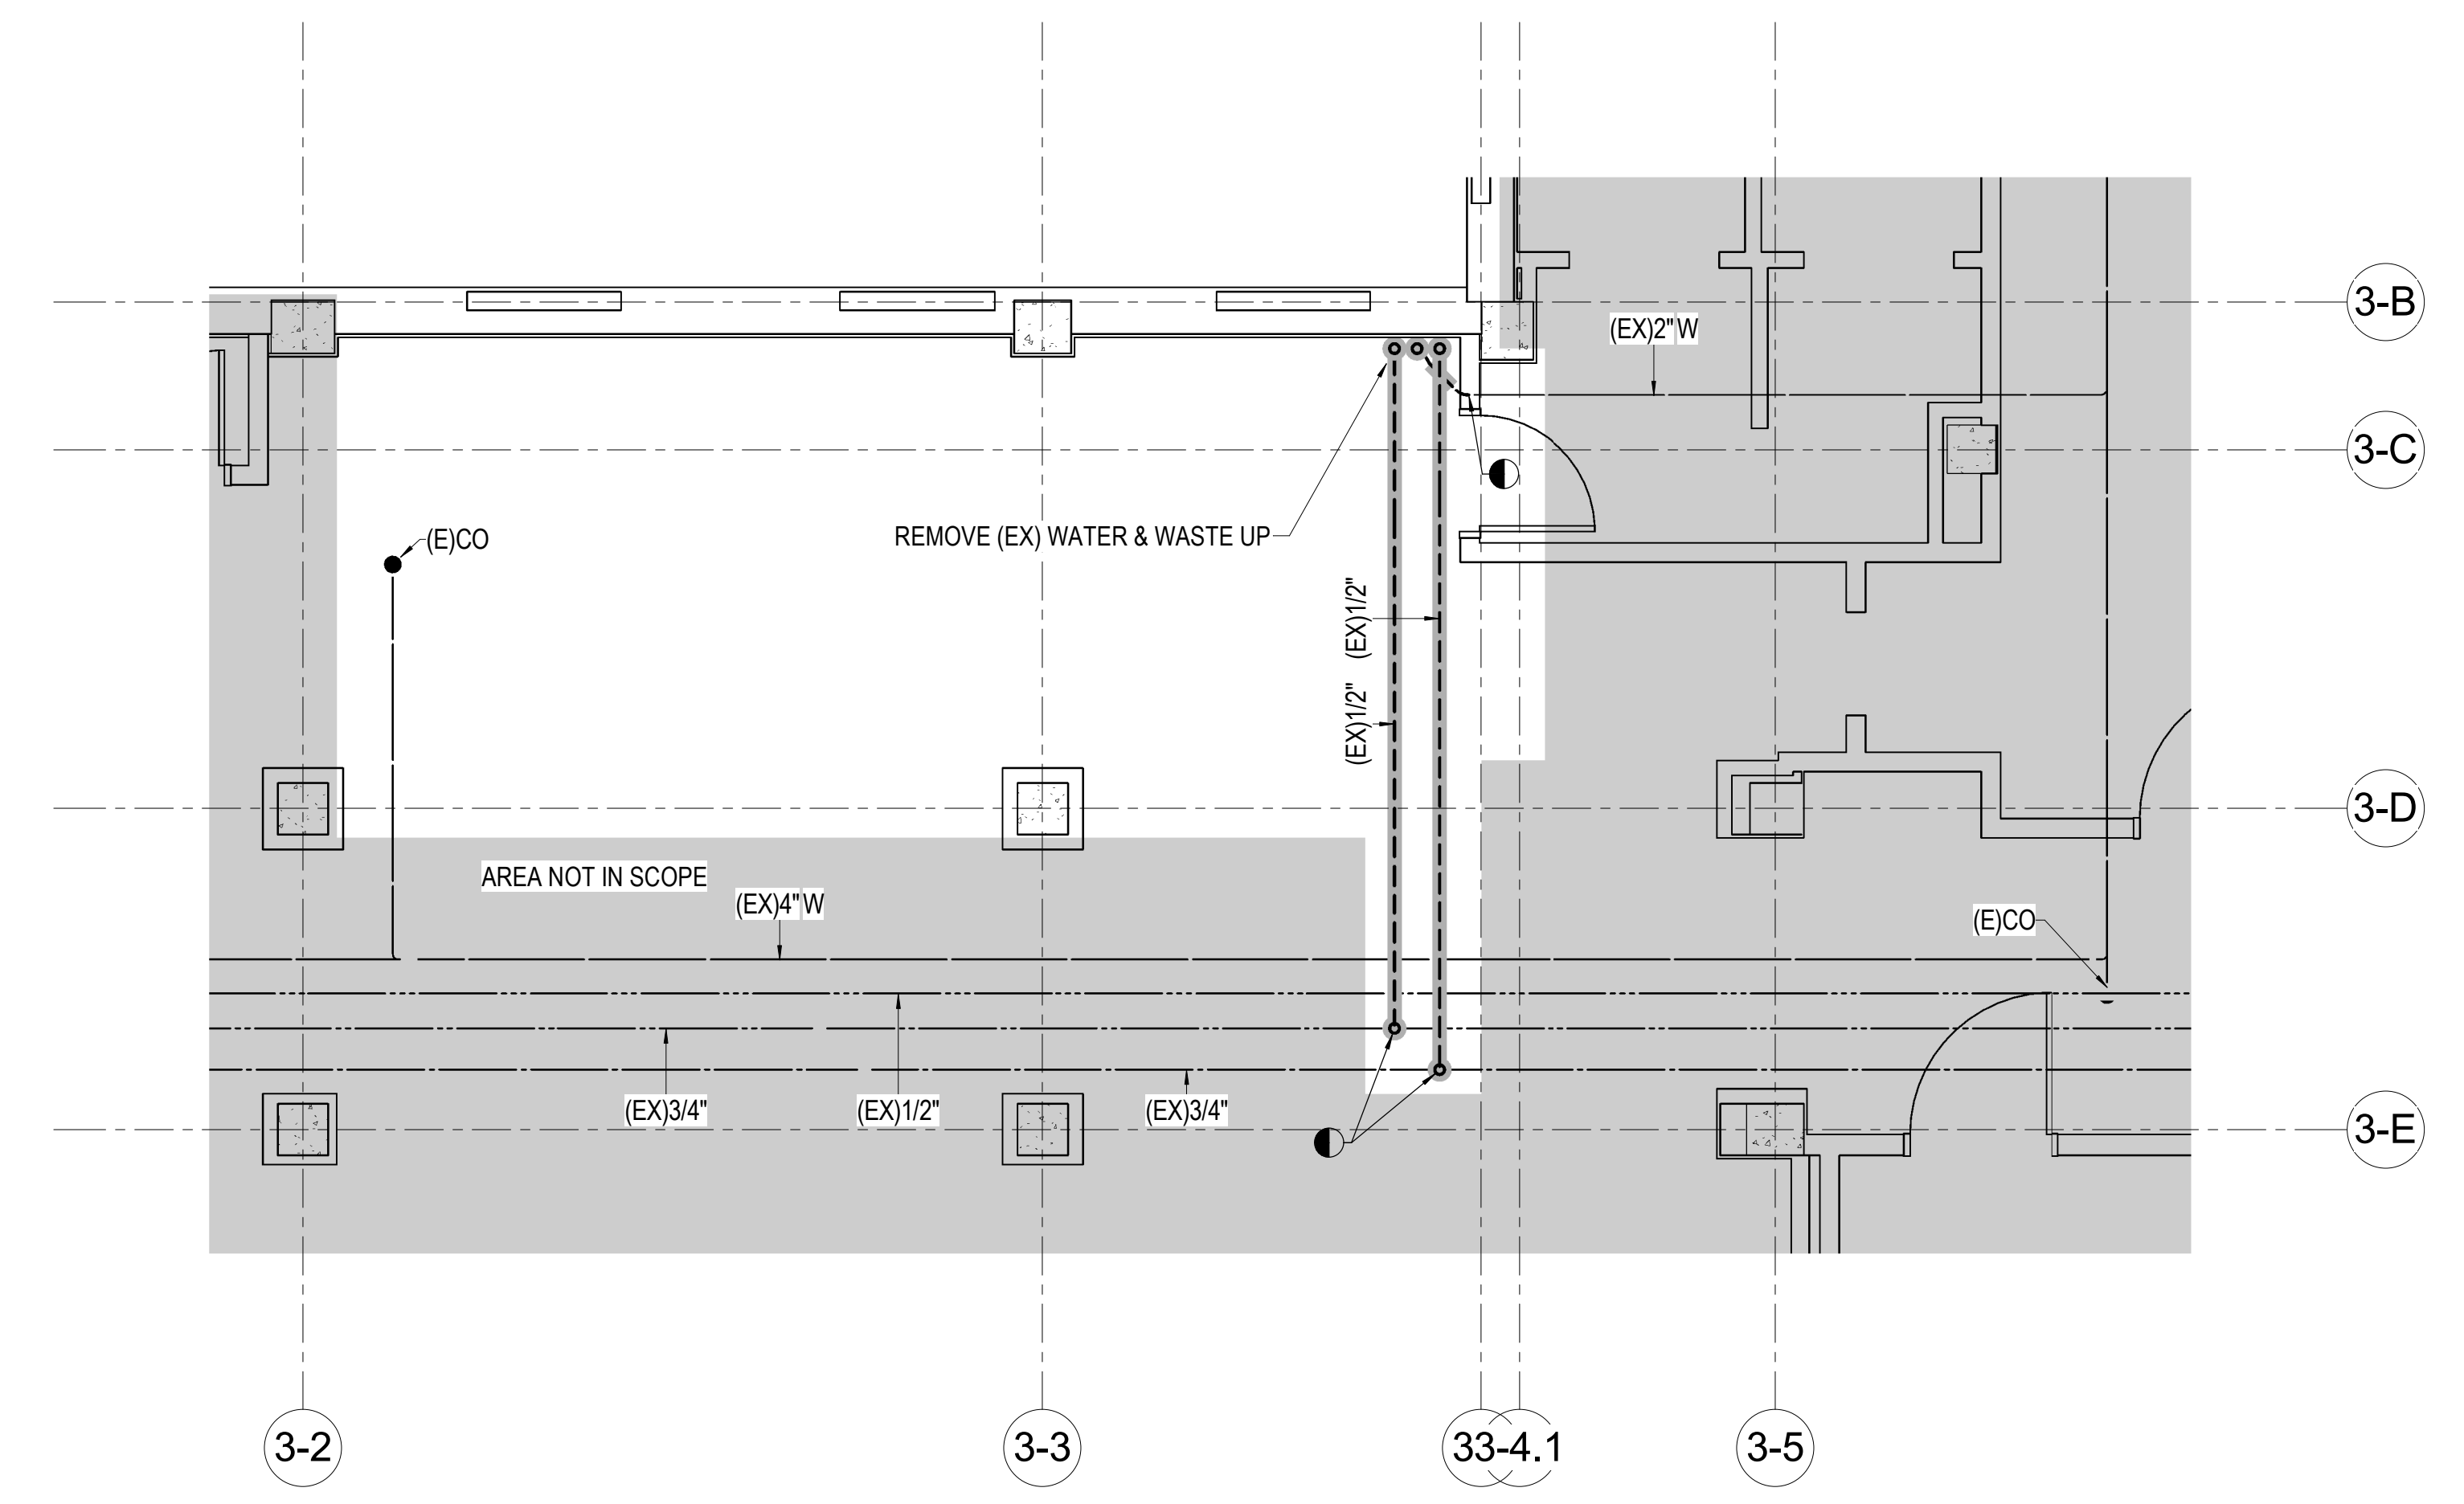 3-B
(EX)2" W
3-C
REMOVE (EX) WATER & WASTE UP
(E)CO
(EX)1/2"
(EX)1/2"
3-D
AREA NOT IN SCOPE
(EX)4" W
(E)CO
(EX)3/4"
(EX)1/2"
(EX)3/4"
3-E
3-2
3-3
33-4.1
3-5